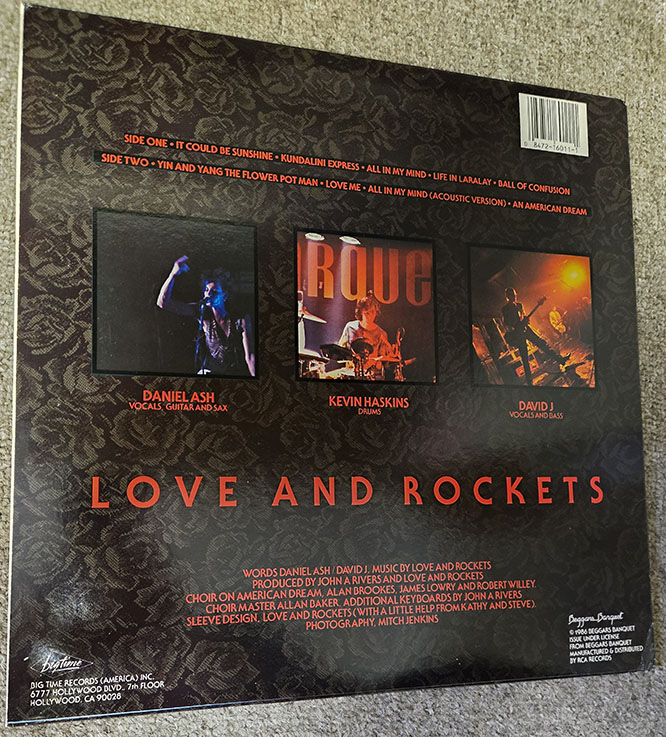 0 8472-16011-1
SIDE ONE • IT COULD BE SUNSHINE • KUNDALINI EXPRESS • ALL IN MY MIND • LIFE IN LARALAY • BALL OF CONFUSION
SIDE TWO • YIN AND YANG THE FLOWER POT MAN • LOVE ME • ALL IN MY MIND (ACOUSTIC VERSION) • AN AMERICAN DREAM
Rave
DANIEL ASH
VOCALS, GUITAR AND SAX
KEVIN HASKINS
DRUMS
DAVID J
VOCALS AND BASS
LOVE AND ROCKETS
WORDS DANIEL ASH / DAVID J. MUSIC BY LOVE AND ROCKETS
PRODUCED BY JOHN A RIVERS AND LOVE AND ROCKETS
CHOIR ON AMERICAN DREAM, ALAN BROOKES, JAMES LOWRY AND ROBERT WILLEY.
CHOIR MASTER ALLAN BAKER. ADDITIONAL KEYBOARDS BY JOHN A RIVERS
SLEEVE DESIGN, LOVE AND ROCKETS (WITH A LITTLE HELP FROM KATHY AND STEVE).
PHOTOGRAPHY, MITCH JENKINS
bigtime
BIG TIME RECORDS (AMERICA) INC.
6777 HOLLYWOOD BLVD., 7th FLOOR
HOLLYWOOD, CA 90028
Beggars Banquet
© 1986 BEGGARS BANQUET
ISSUE UNDER LICENSE
FROM BEGGARS BANQUET
MANUFACTURED & DISTRIBUTED
BY RCA RECORDS